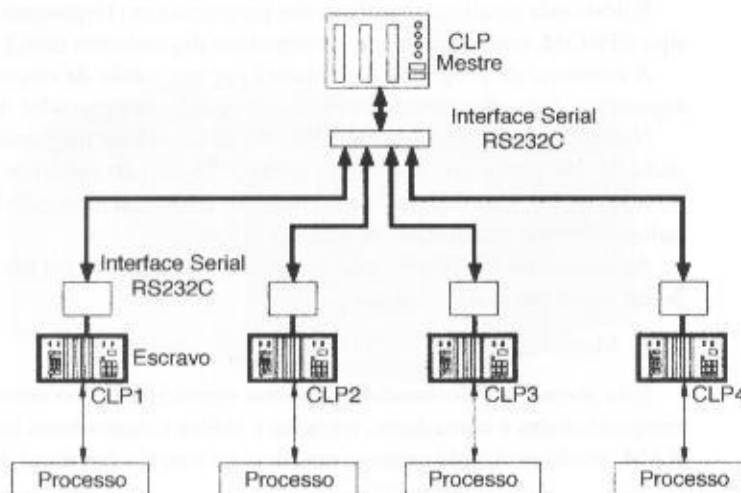 CLP
Mestre
Interface Serial
RS232C
Interface Serial
RS232C
Escravo
CLP1
CLP2
CLP3
CLP4
Processo
Processo
Processo
Processo